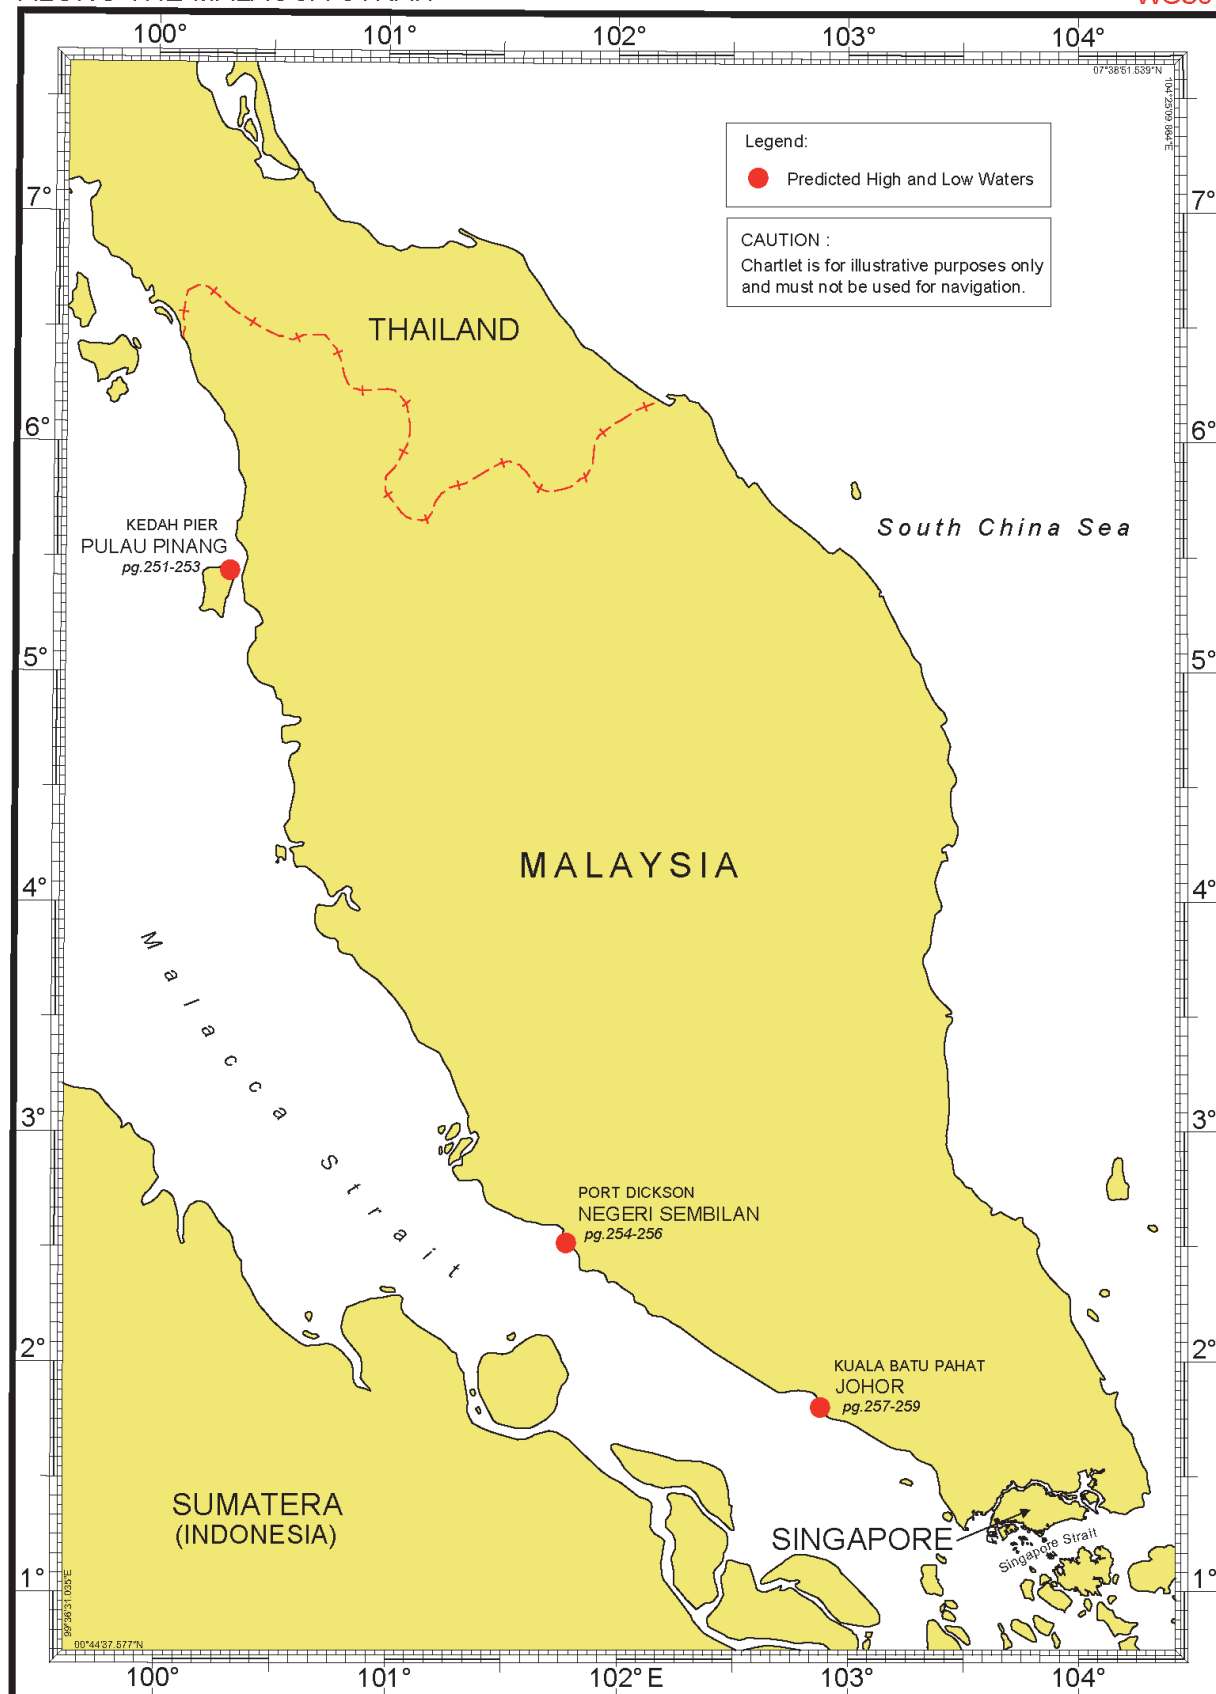 100° 101° 102° 103° 104°
07°38'51.539"N
104°25'09.864"E
Legend:
Predicted High and Low Waters
7° 7°
CAUTION :
Chartlet is for illustrative purposes only
and must not be used for navigation.
THAILAND
6° 6°
KEDAH PIER
PULAU PINANG
pg.251-253
South China Sea
5° 5°
MALAYSIA
4° 4°
Malacca Strait
3° 3°
PORT DICKSON
NEGERI SEMBILAN
pg.254-256
2° 2°
KUALA BATU PAHAT
JOHOR
pg.257-259
SUMATERA
(INDONESIA)
SINGAPORE
Singapore Strait
1° 1°
99°36'31.035"E
00°44'37.577"N
100° 101° 102° E 103° 104°